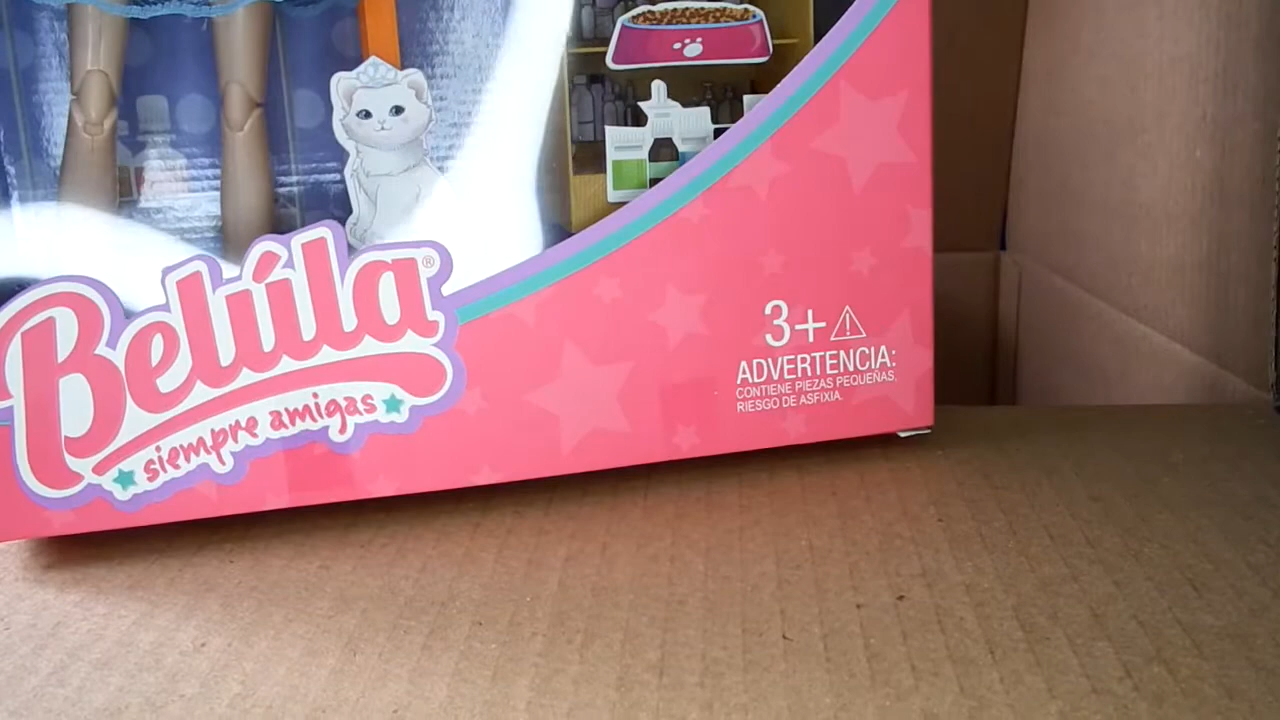 Belúla®
siempre amigas
3+
ADVERTENCIA:
CONTIENE PIEZAS PEQUEÑAS,
RIESGO DE ASFIXIA.